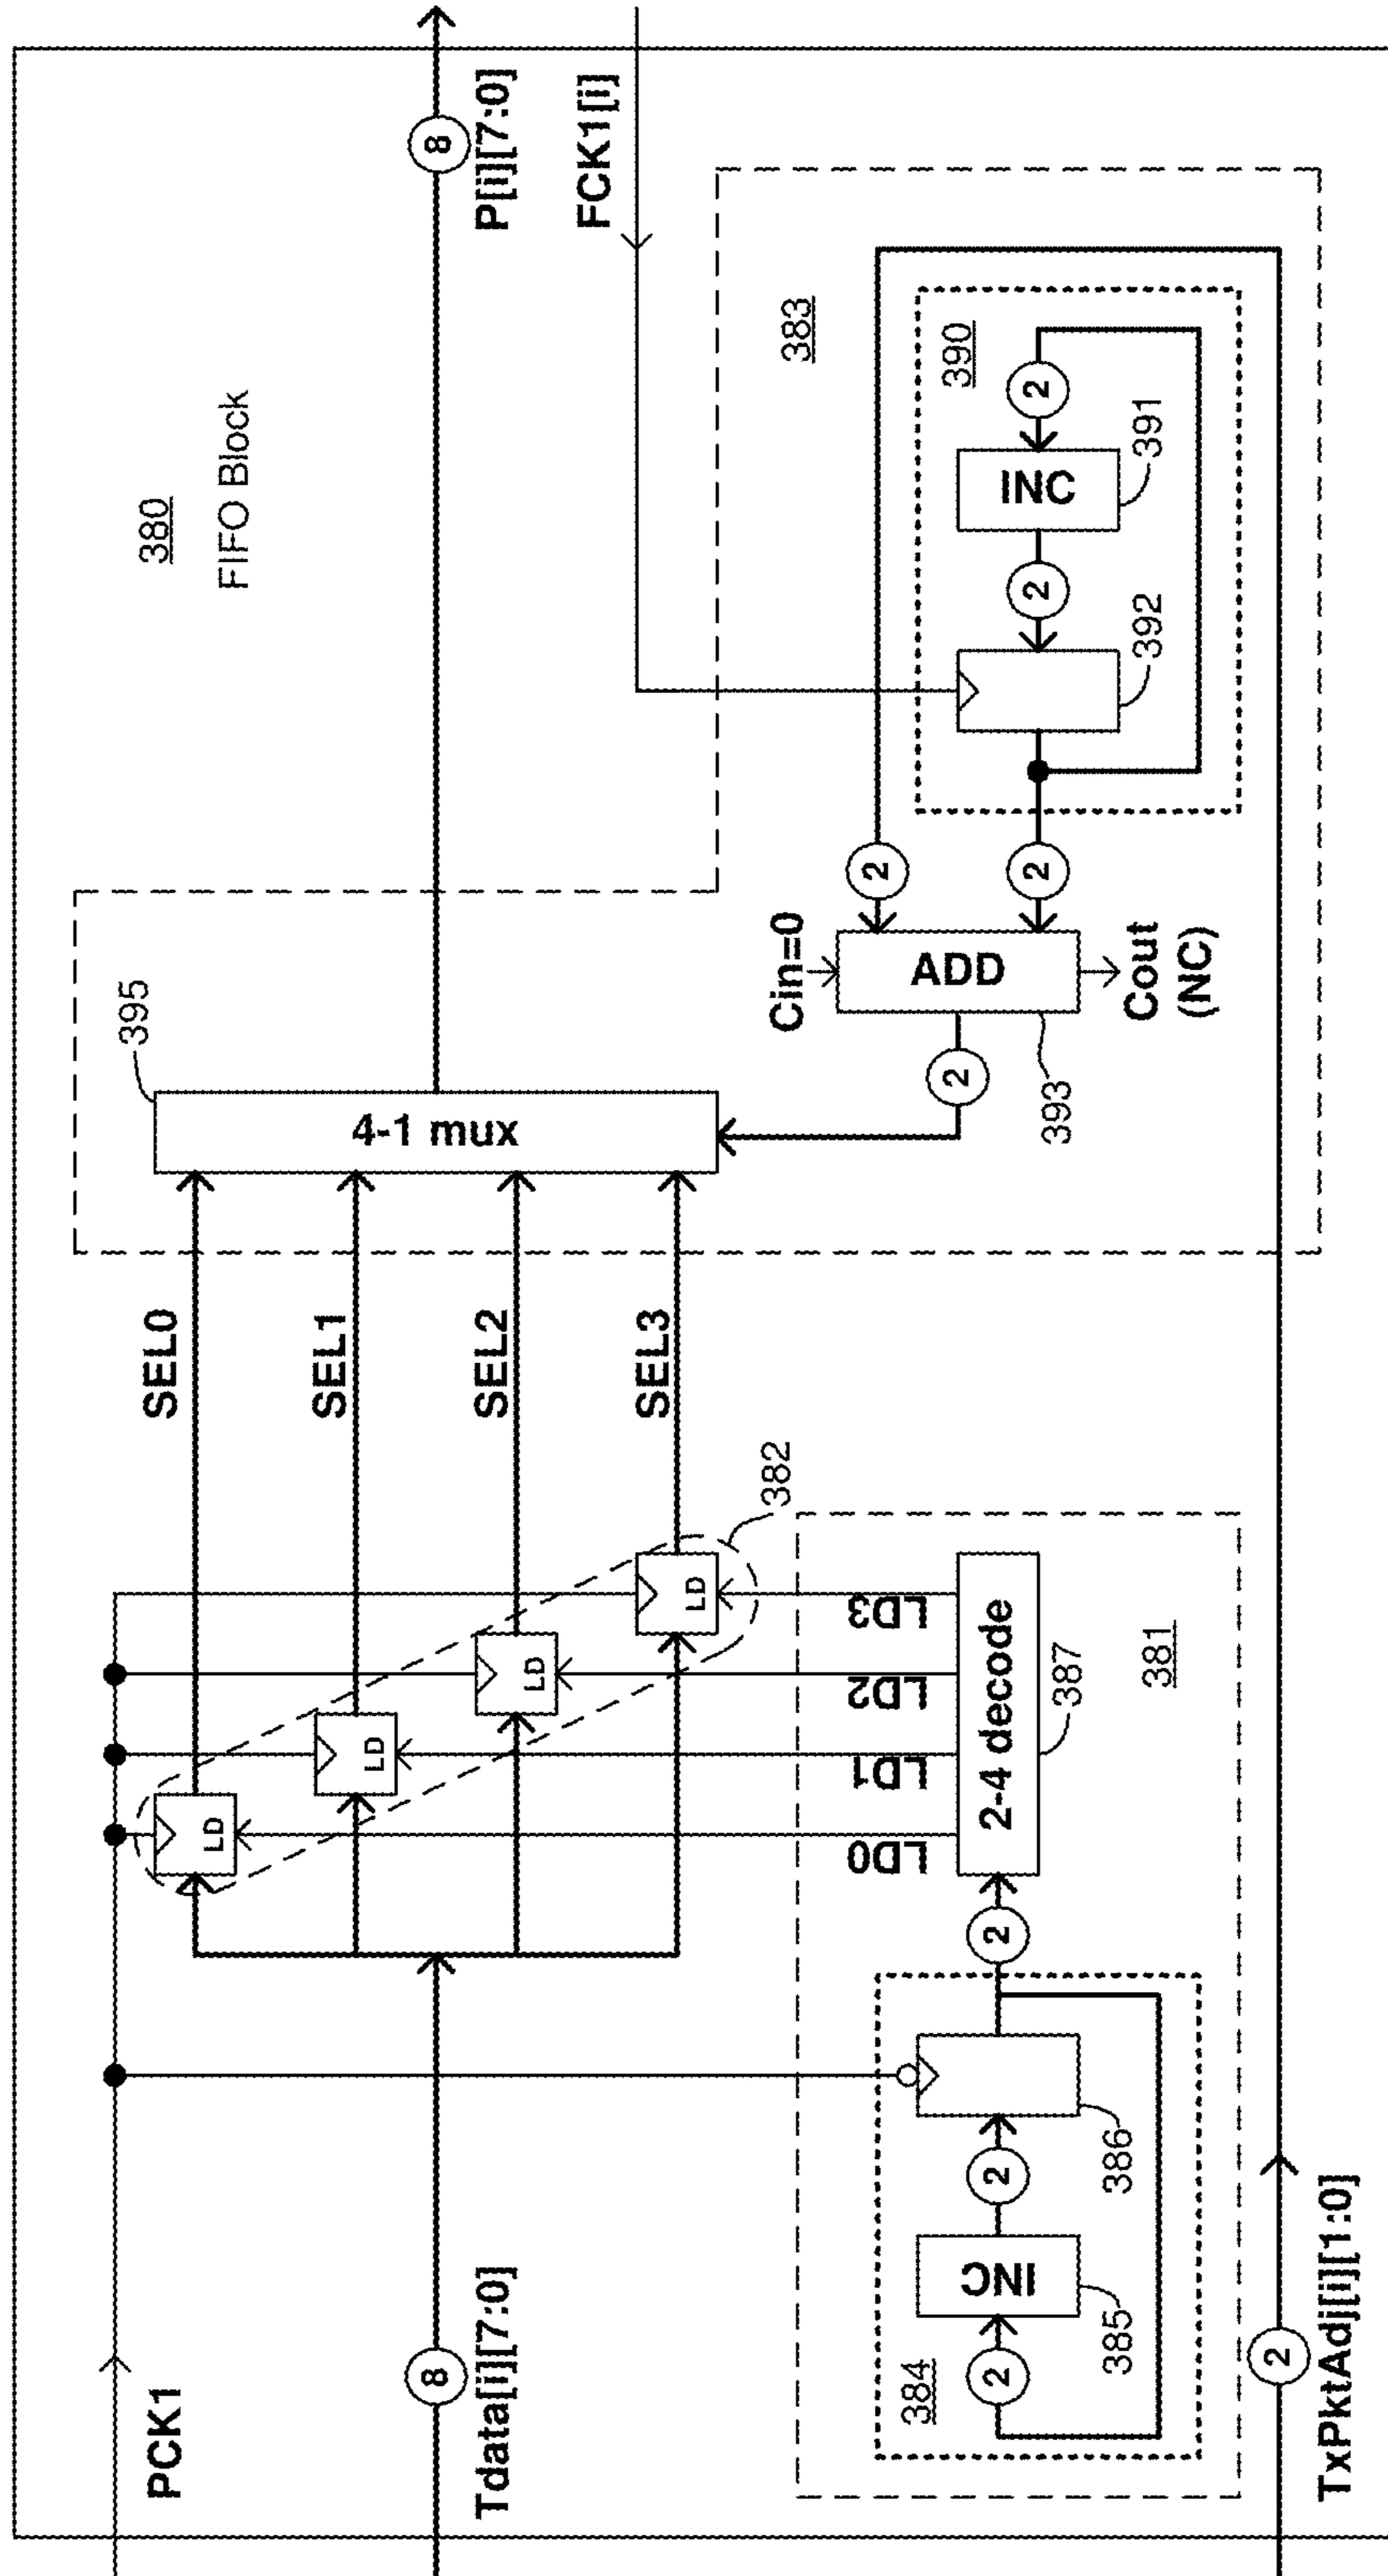 380
FIFO Block
PCK1
Tdata[i][7:0]
8
TxPktAdj[i][1:0]
2
LD
LD
LD
LD
382
SEL0
SEL1
SEL2
SEL3
4-1 mux
395
8
P[i][7:0]
FCK1[i]
384
2
INC
385
2
386
2
2-4 decode
387
381
LD0
LD1
LD2
LD3
383
2
Cin=0
ADD
Cout
(NC)
393
2
2
392
2
INC
391
2
390